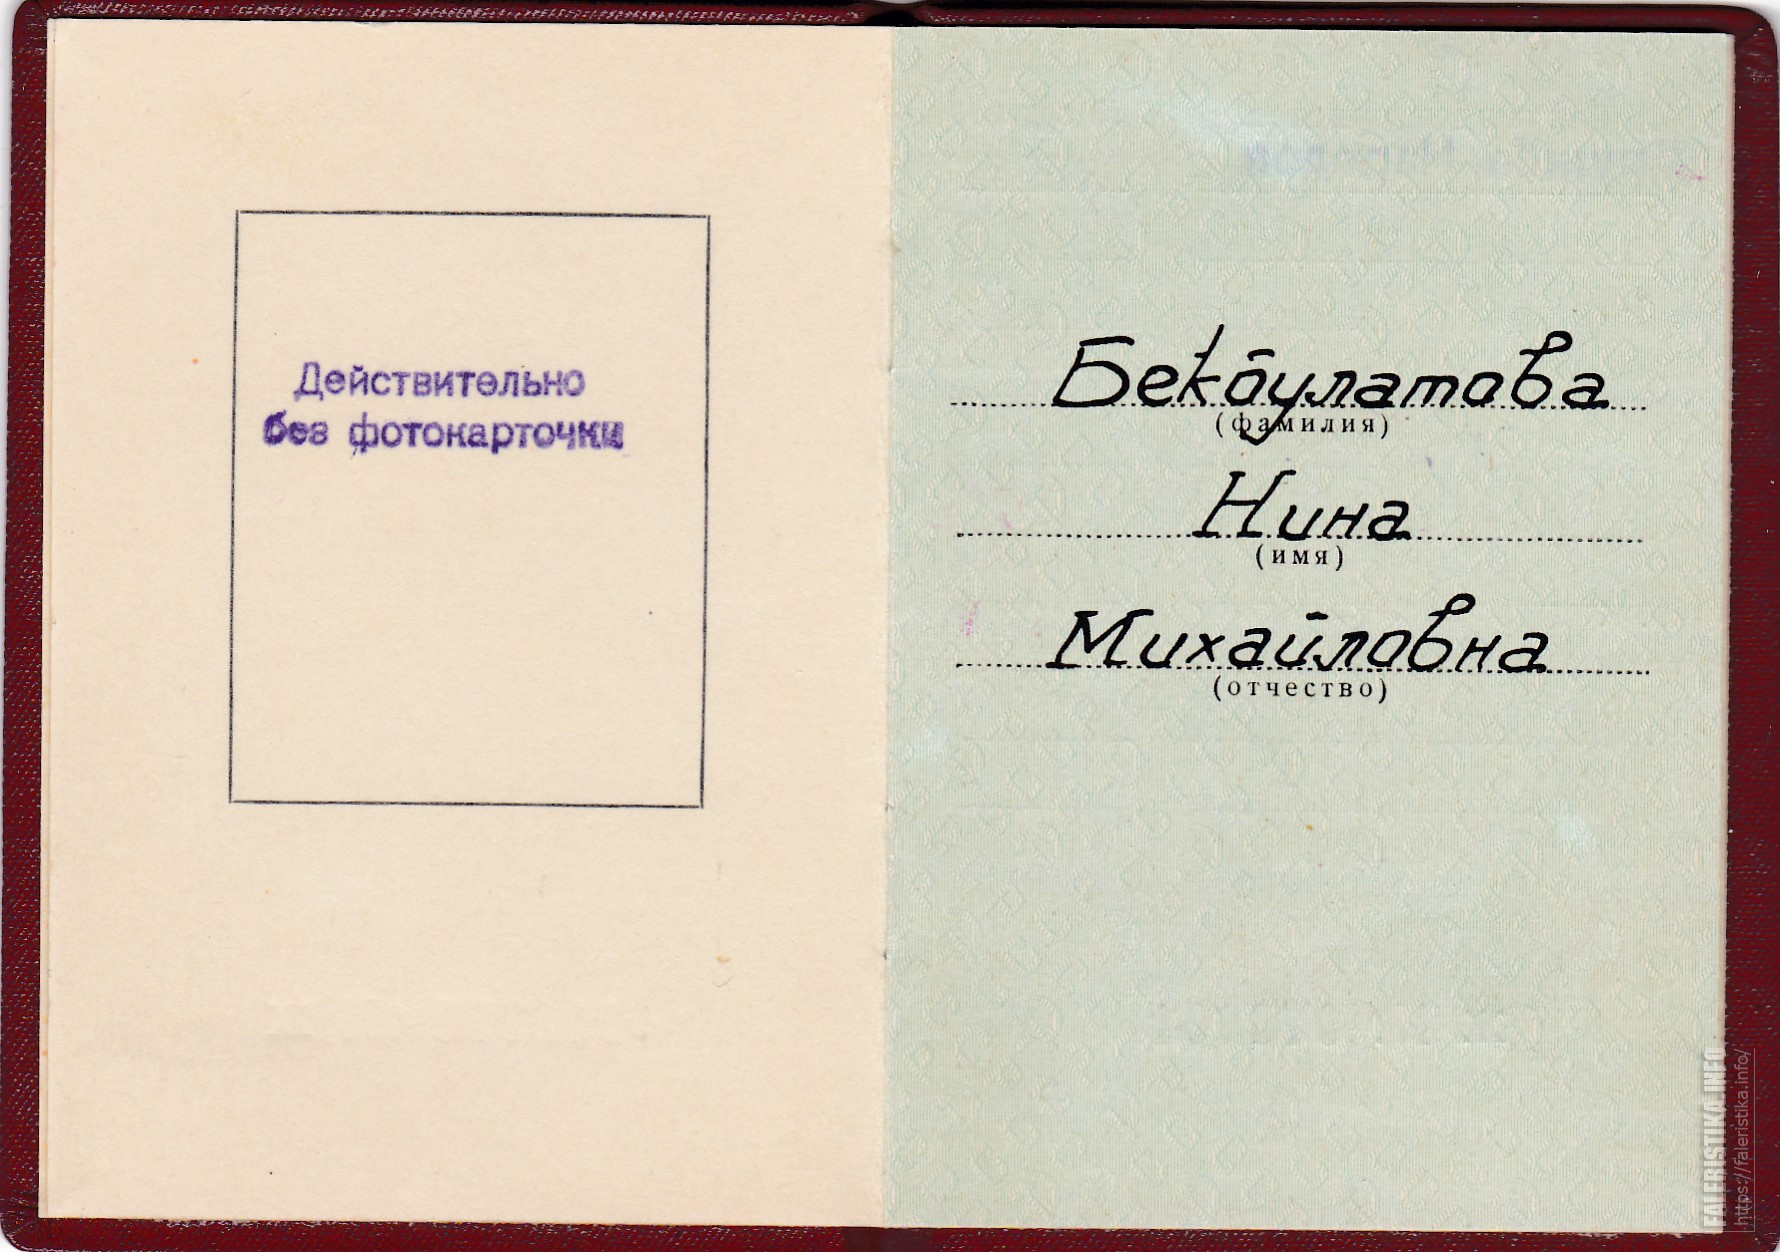 Действительно
без фотокарточки
Бекбулатова
(фамилия)
Нина
(имя)
Михайловна
(отчество)
FALERISTIKA.INFO
https://faleristika.info/